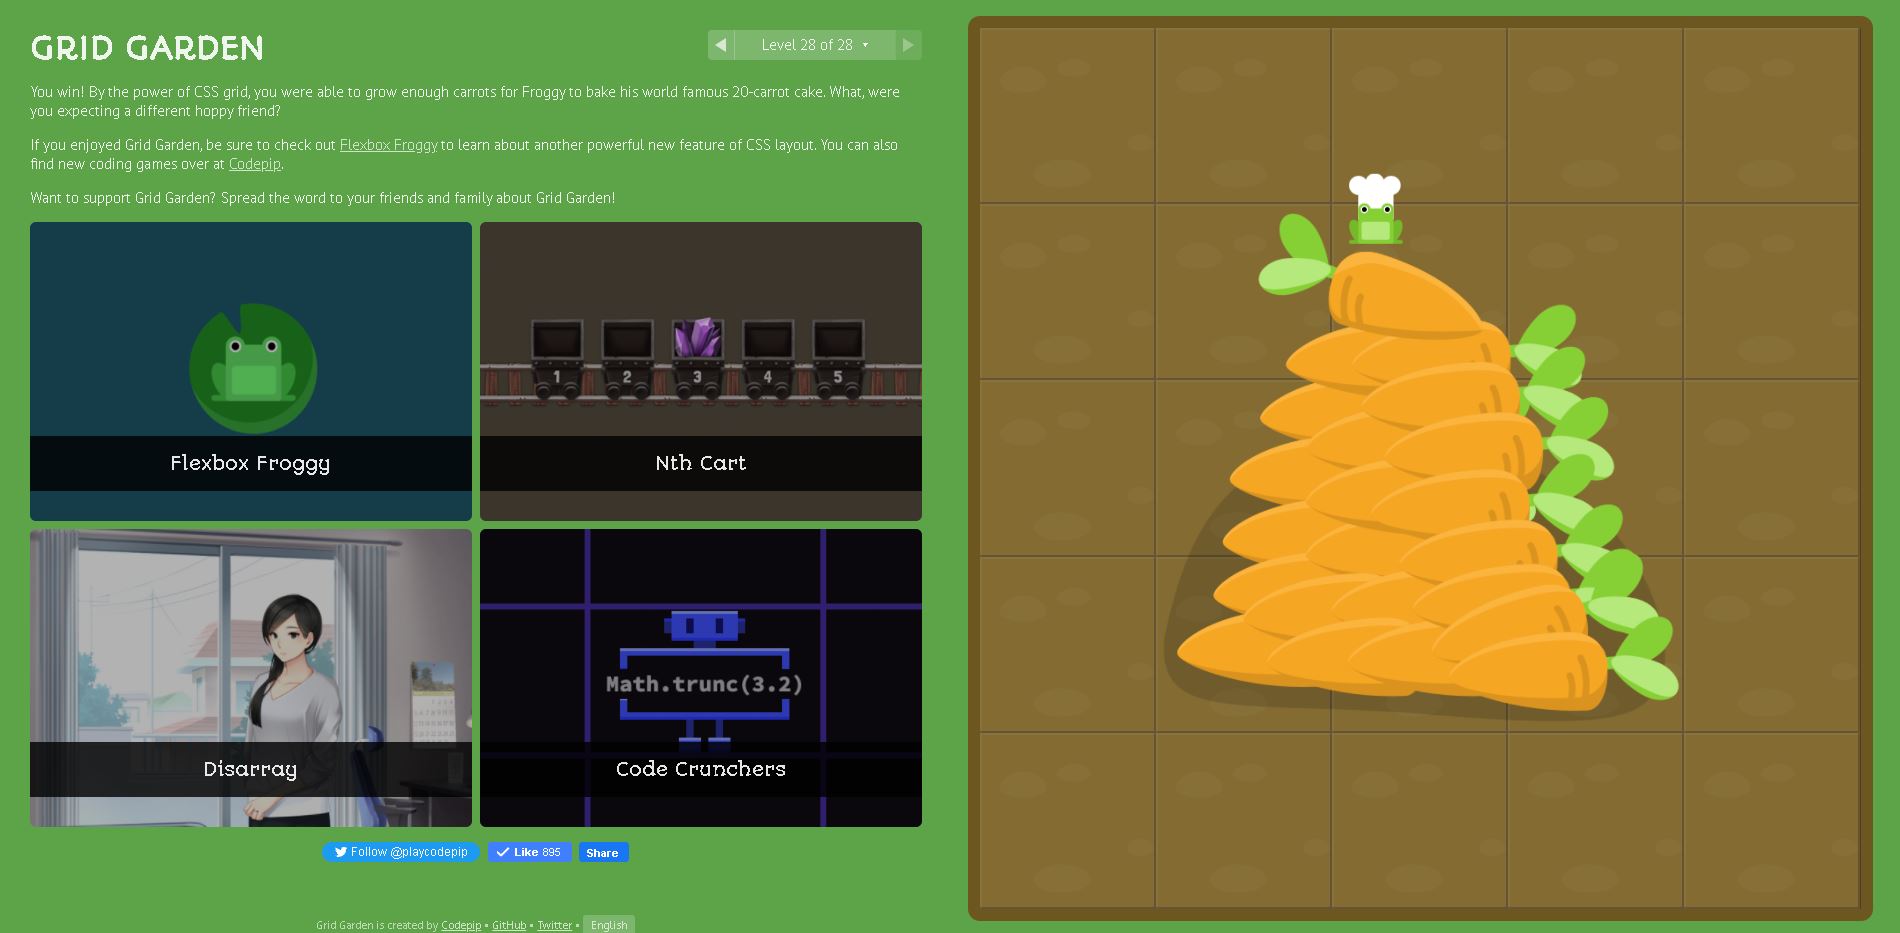 GRID GARDEN
Level 28 of 28
You win! By the power of CSS grid, you were able to grow enough carrots for Froggy to bake his world famous 20-carrot cake. What, were
you expecting a different hoppy friend?
If you enjoyed Grid Garden, be sure to check out Flexbox Froggy to learn about another powerful new feature of CSS layout. You can also
find new coding games over at Codepip.
Want to support Grid Garden? Spread the word to your friends and family about Grid Garden!
Flexbox Froggy
1 2 3 4 5
Nth Cart
Disarray
Math.trunc(3.2)
Code Crunchers
Follow @playcodepip
Like 895
Share
Grid Garden is created by Codepip • GitHub • Twitter • English